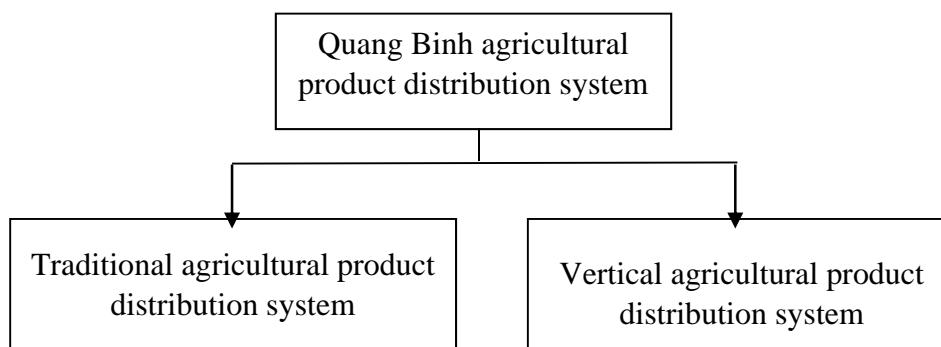 Quang Binh agricultural
product distribution system
Traditional agricultural product
distribution system
Vertical agricultural product
distribution system